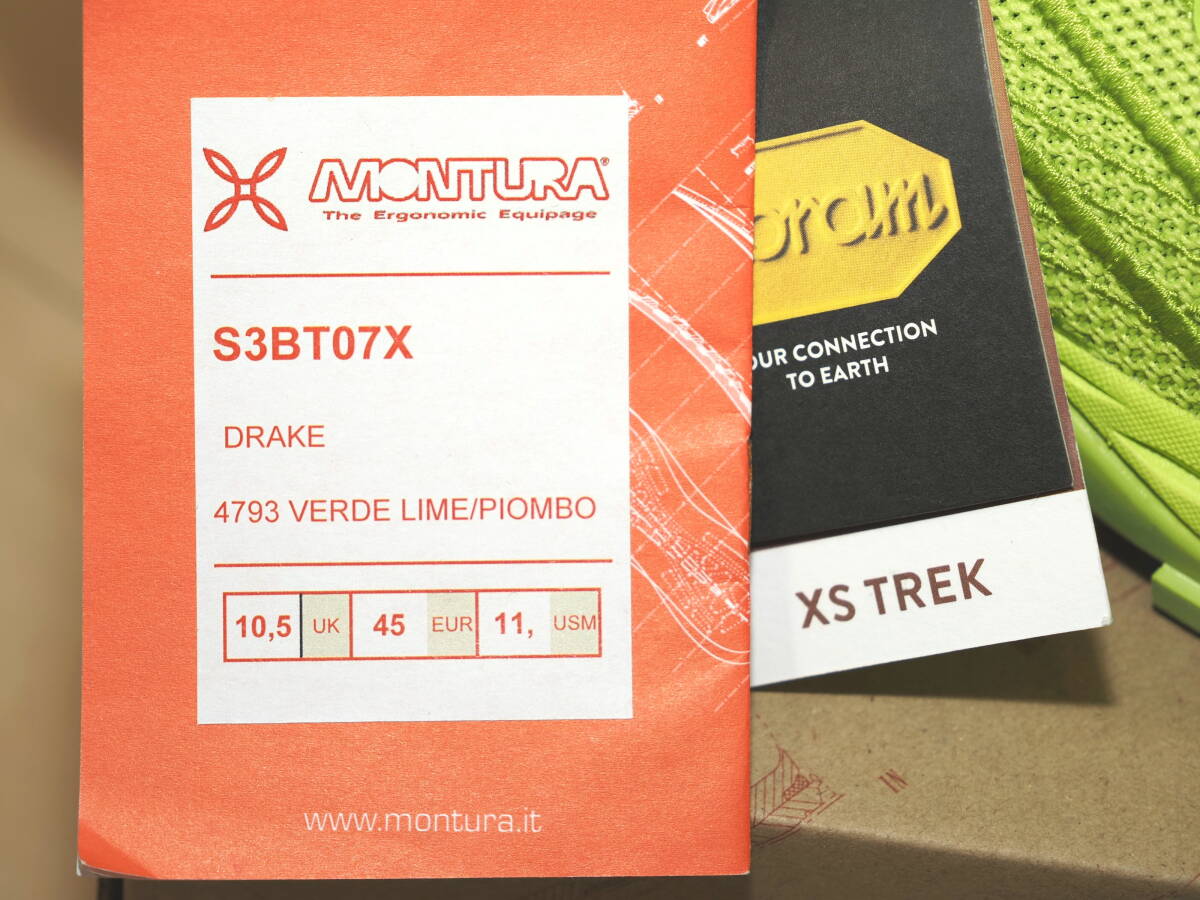 MONTURA®
The Ergonomic Equipage
S3BT07X
DRAKE
4793 VERDE LIME/PIOMBO
10,5 UK 45 EUR 11, USM
www.montura.it
CONNECTION
TO EARTH
XS TREK
IN